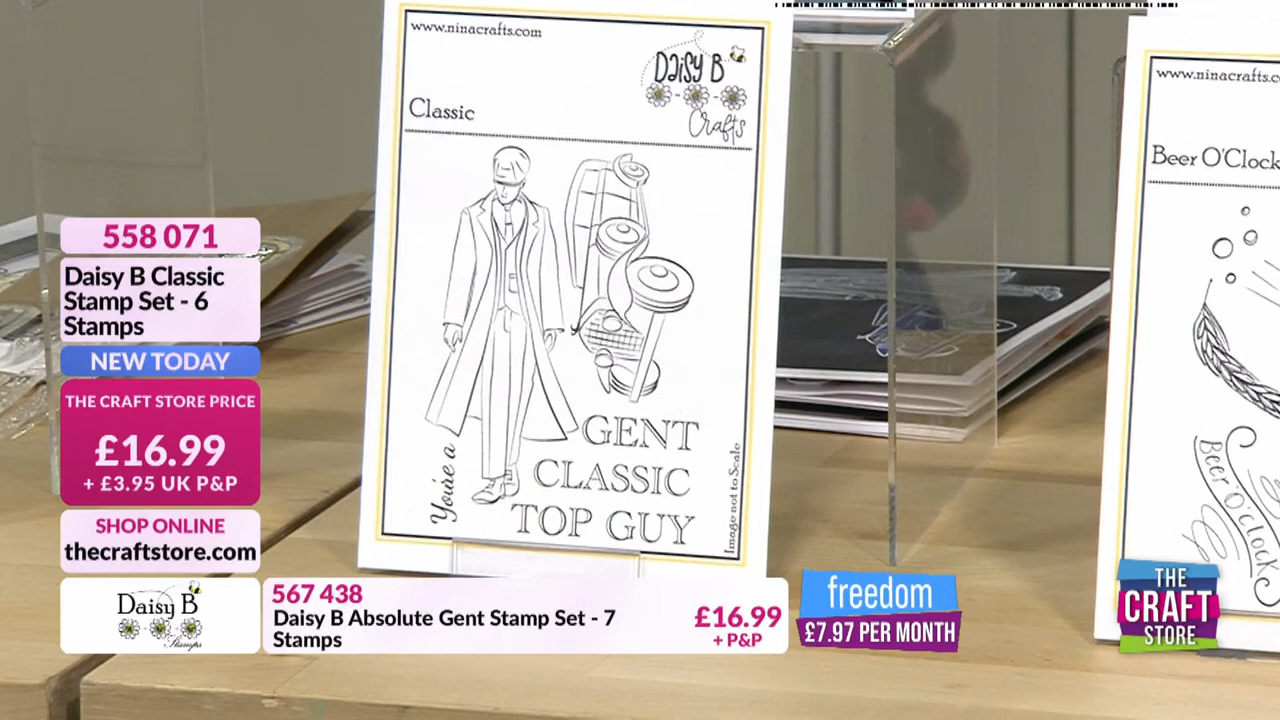 www.ninacrafts.com
Daisy B
Crafts
Classic
You're a
GENT
CLASSIC
TOP GUY
Image not to Scale
www.ninacrafts.c
Beer O'Clock
Beer O'clock
558 071
Daisy B Classic
Stamp Set - 6
Stamps
NEW TODAY
THE CRAFT STORE PRICE
£16.99
+ £3.95 UK P&P
SHOP ONLINE
thecraftstore.com
Daisy B
Stamps
567 438
Daisy B Absolute Gent Stamp Set - 7
Stamps
£16.99
+ P&P
freedom
£7.97 PER MONTH
THE
CRAFT
STORE